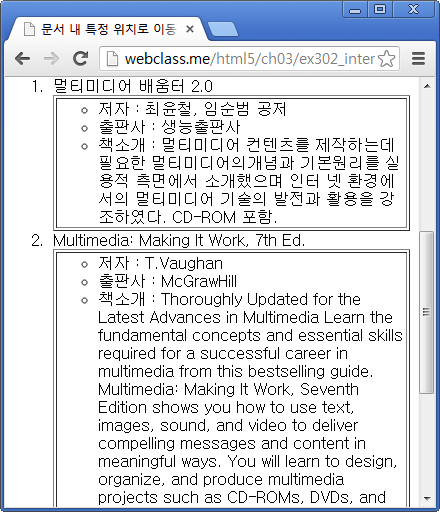 문서 내 특정 위치로 이동
webclass.me/html5/ch03/ex302_inter
1. 멀티미디어 배움터 2.0
저자 : 최윤철, 임순범 공저
출판사 : 생능출판사
책소개 : 멀티미디어 컨텐츠를 제작하는데
필요한 멀티미디어의개념과 기본원리를 실
용적 측면에서 소개했으며 인터 넷 환경에
서의 멀티미디어 기술의 발전과 활용을 강
조하였다. CD-ROM 포함.
2. Multimedia: Making It Work, 7th Ed.
저자 : T.Vaughan
출판사 : McGrawHill
책소개 : Thoroughly Updated for the
Latest Advances in Multimedia Learn the
fundamental concepts and essential skills
required for a successful career in
multimedia from this bestselling guide.
Multimedia: Making It Work, Seventh
Edition shows you how to use text,
images, sound, and video to deliver
compelling messages and content in
meaningful ways. You will learn to design,
organize, and produce multimedia
projects such as CD-ROMs, DVDs, and